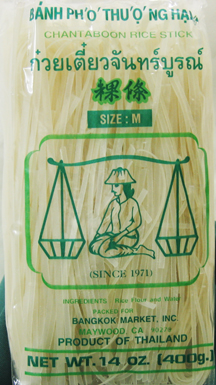 BÁNH PHỞ THƯỢNG HẠN
CHANTABOON RICE STICK
ก๋วยเตี๋ยวจันทร์บูรณ์
粿條
SIZE: M
(SINCE 1971)
INGREDIENTS: Rice Flour and Water
PACKED FOR
BANGKOK MARKET, INC.
MAYWOOD, CA. 90270
PRODUCT OF THAILAND
NET WT. 14 oz. (400g.)